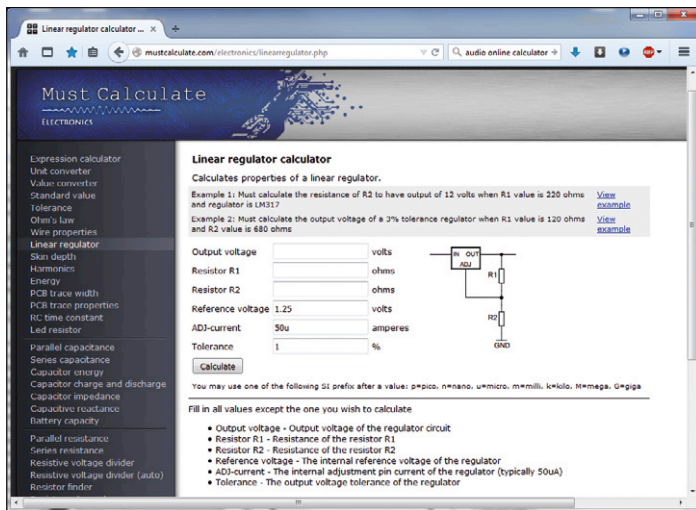 Linear regulator calculator ...
mustcalculate.com/electronics/linearregulator.php
audio online calculator
Must Calculate
ELECTRONICS
Expression calculator
Unit converter
Value converter
Standard value
Tolerance
Ohm's law
Wire properties
Linear regulator
Skin depth
Harmonics
Energy
PCB trace width
PCB trace properties
RC time constant
Led resistor
Parallel capacitance
Series capacitance
Capacitor energy
Capacitor charge and discharge
Capacitor impedance
Capacitive reactance
Battery capacity
Parallel resistance
Series resistance
Resistive voltage divider
Resistive voltage divider (auto)
Resistor finder
Linear regulator calculator
Calculates properties of a linear regulator.
Example 1: Must calculate the resistance of R2 to have output of 12 volts when R1 value is 220 ohms View
and regulator is LM317 example
Example 2: Must calculate the output voltage of a 3% tolerance regulator when R1 value is 120 ohms View
and R2 value is 680 ohms example
Output voltage volts
Resistor R1 ohms
Resistor R2 ohms
Reference voltage 1.25 volts
ADJ-current 50u amperes
Tolerance 1 %
IN OUT
ADJ
R1
R2
GND
Calculate
You may use one of the following SI prefix after a value: p=pico, n=nano, u=micro, m=milli, k=kilo, M=mega, G=giga
Fill in all values except the one you wish to calculate
• Output voltage - Output voltage of the regulator circuit
• Resistor R1 - Resistance of the resistor R1
• Resistor R2 - Resistance of the resistor R2
• Reference voltage - The internal reference voltage of the regulator
• ADJ-current - The internal adjustment pin current of the regulator (typically 50uA)
• Tolerance - The output voltage tolerance of the regulator